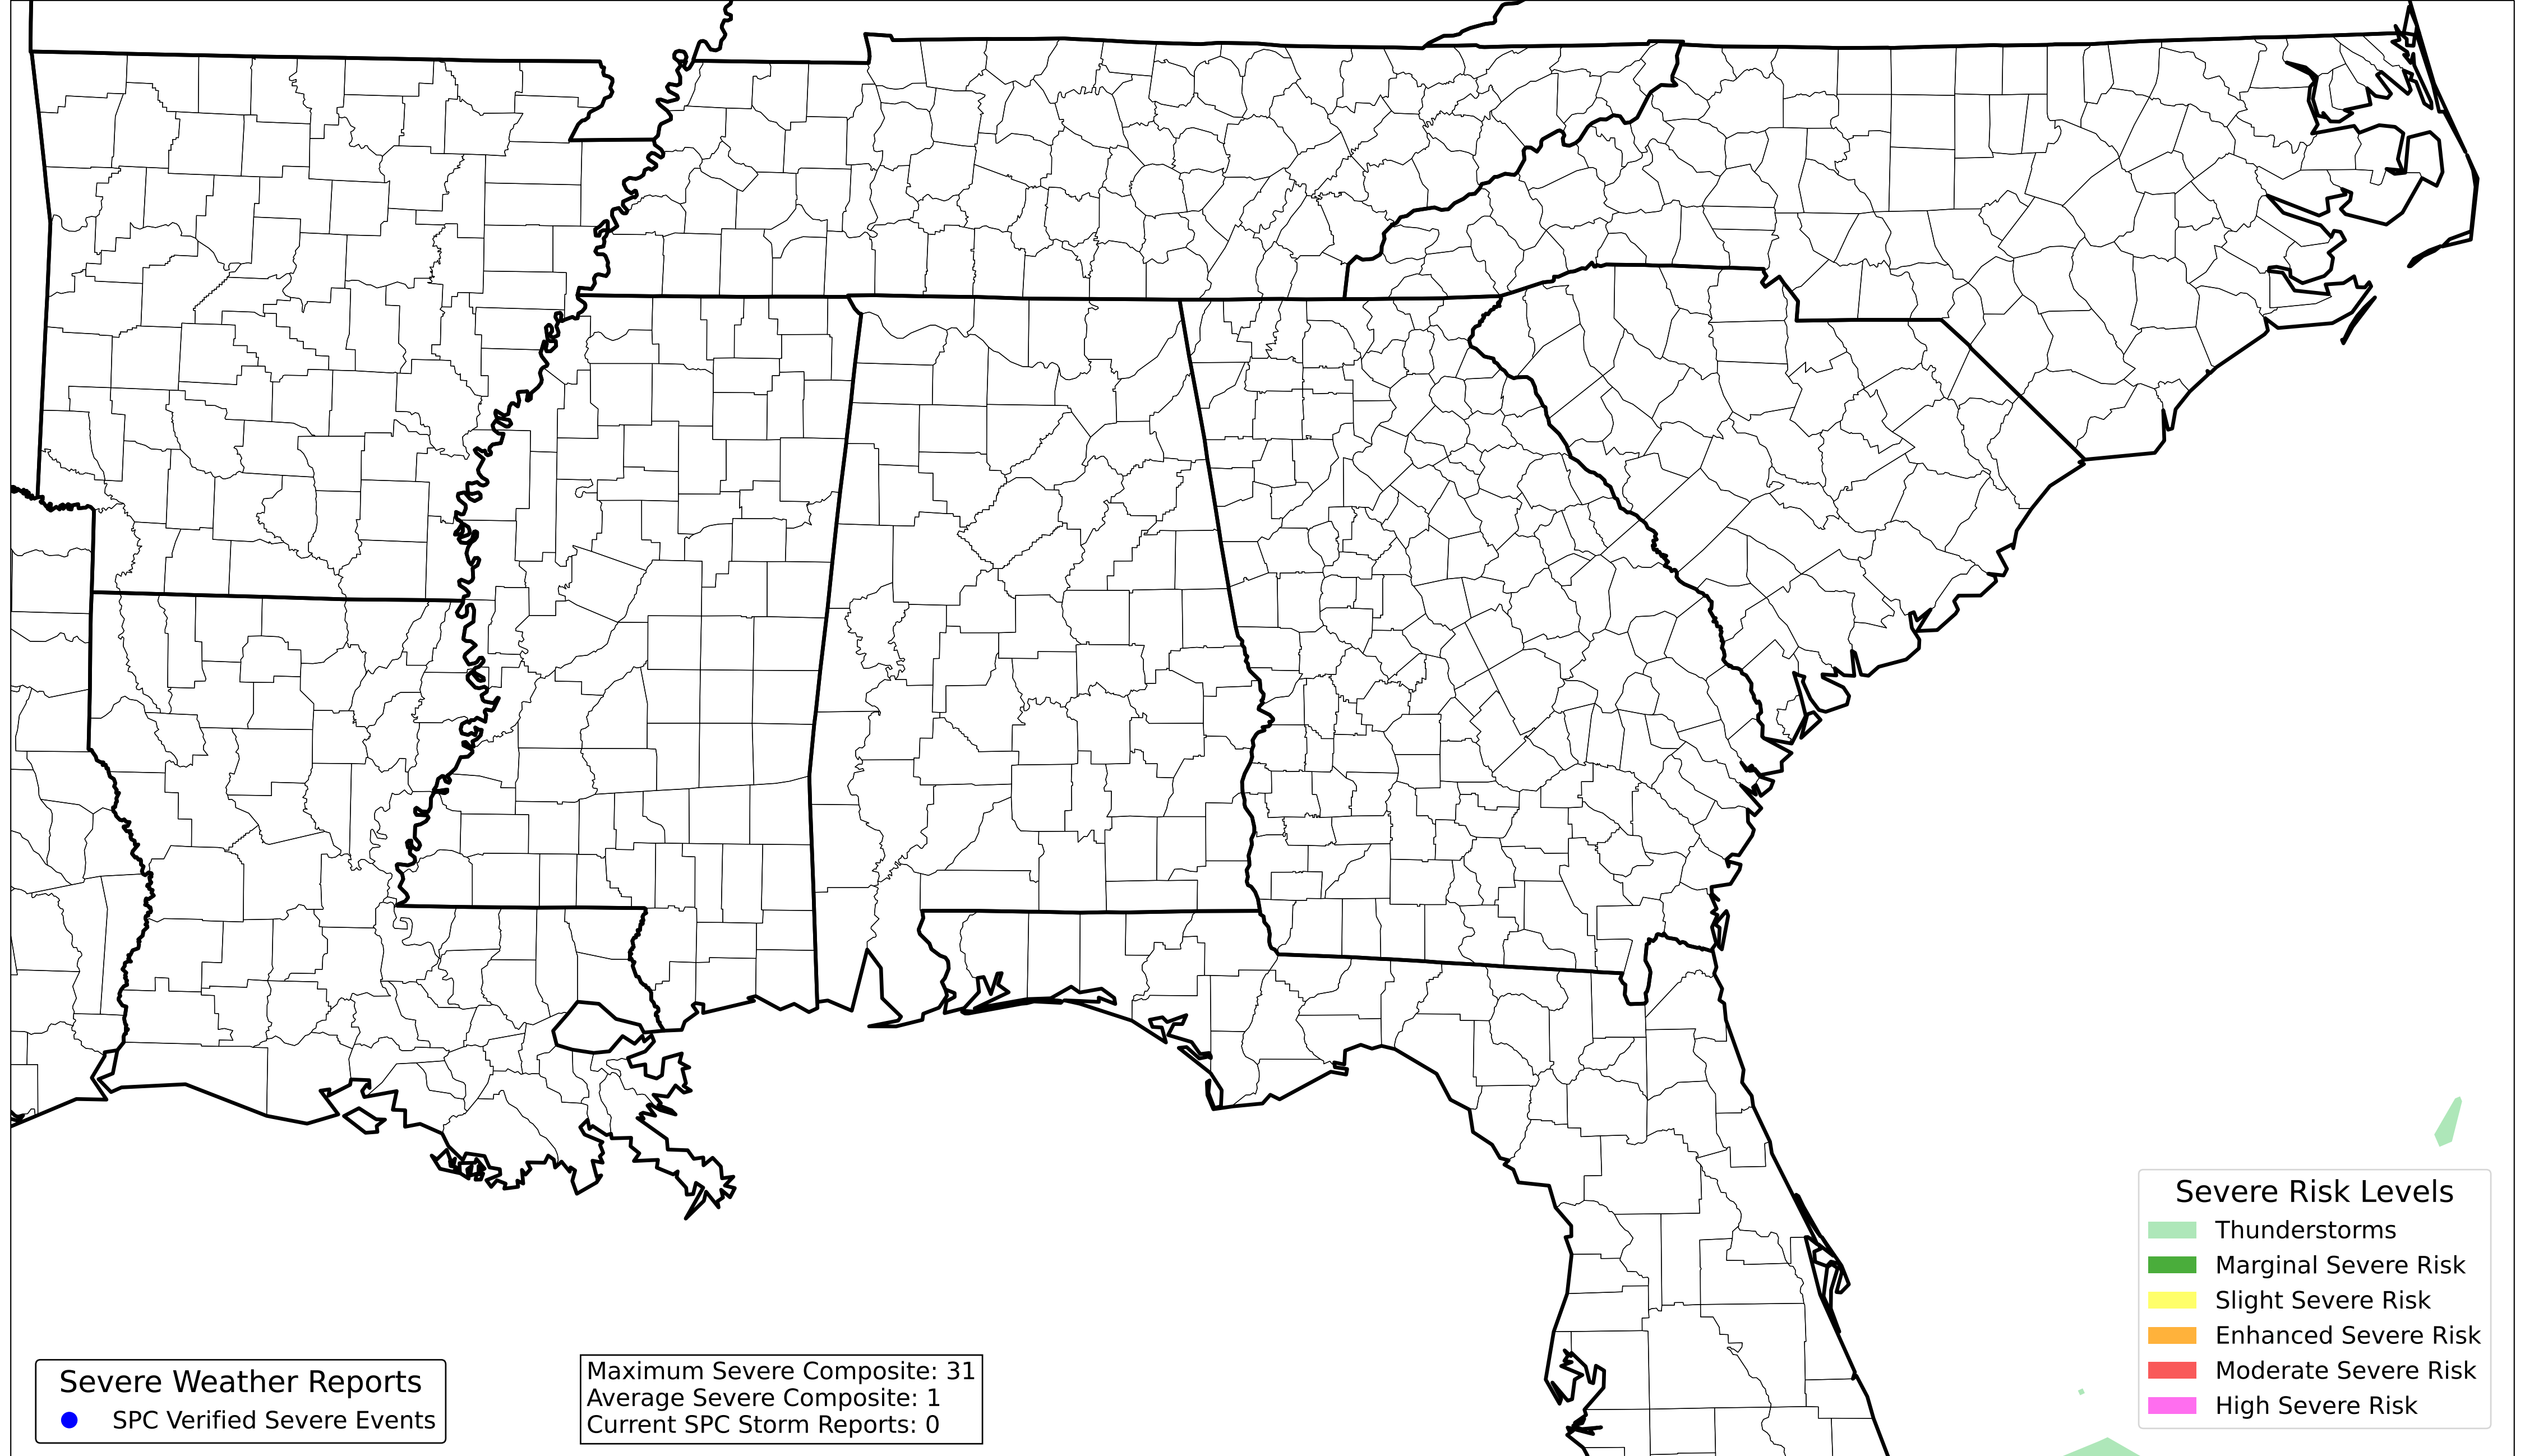 Severe Risk Levels
Thunderstorms
Marginal Severe Risk
Slight Severe Risk
Enhanced Severe Risk
Moderate Severe Risk
High Severe Risk
Severe Weather Reports
SPC Verified Severe Events
Maximum Severe Composite: 31
Average Severe Composite: 1
Current SPC Storm Reports: 0